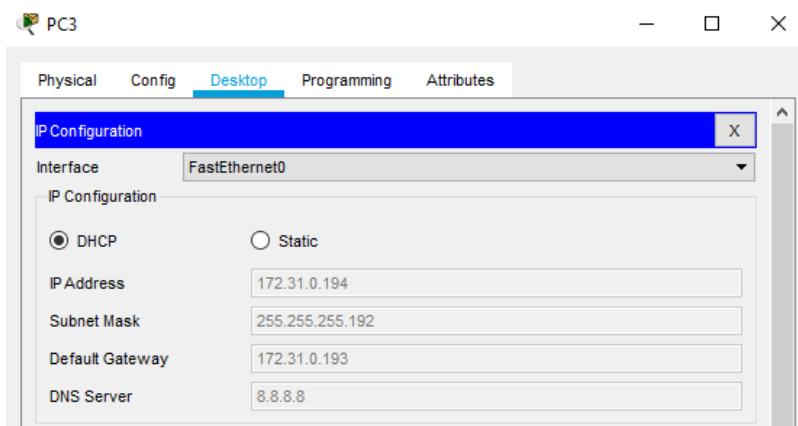 PC3
Physical Config Desktop Programming Attributes
IP Configuration X
Interface FastEthernet0
IP Configuration
DHCP Static
IP Address 172.31.0.194
Subnet Mask 255.255.255.192
Default Gateway 172.31.0.193
DNS Server 8.8.8.8